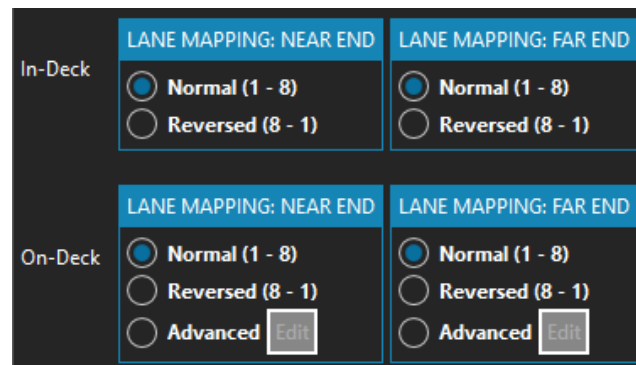 LANE MAPPING: NEAR END
LANE MAPPING: FAR END
In-Deck
Normal (1 - 8)
Normal (1 - 8)
Reversed (8 - 1)
Reversed (8 - 1)
LANE MAPPING: NEAR END
LANE MAPPING: FAR END
On-Deck
Normal (1 - 8)
Normal (1 - 8)
Reversed (8 - 1)
Reversed (8 - 1)
Advanced Edit
Advanced Edit